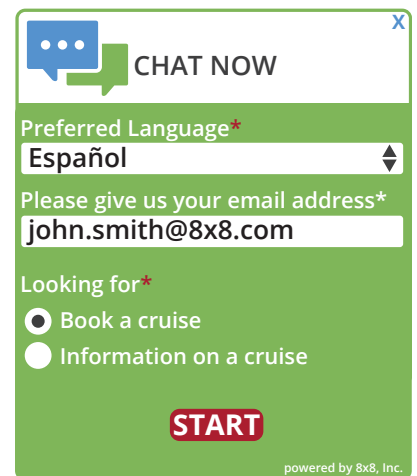 X
CHAT NOW
Preferred Language*
Español
Please give us your email address*
john.smith@8x8.com
Looking for*
Book a cruise
Information on a cruise
START
powered by 8x8, Inc.